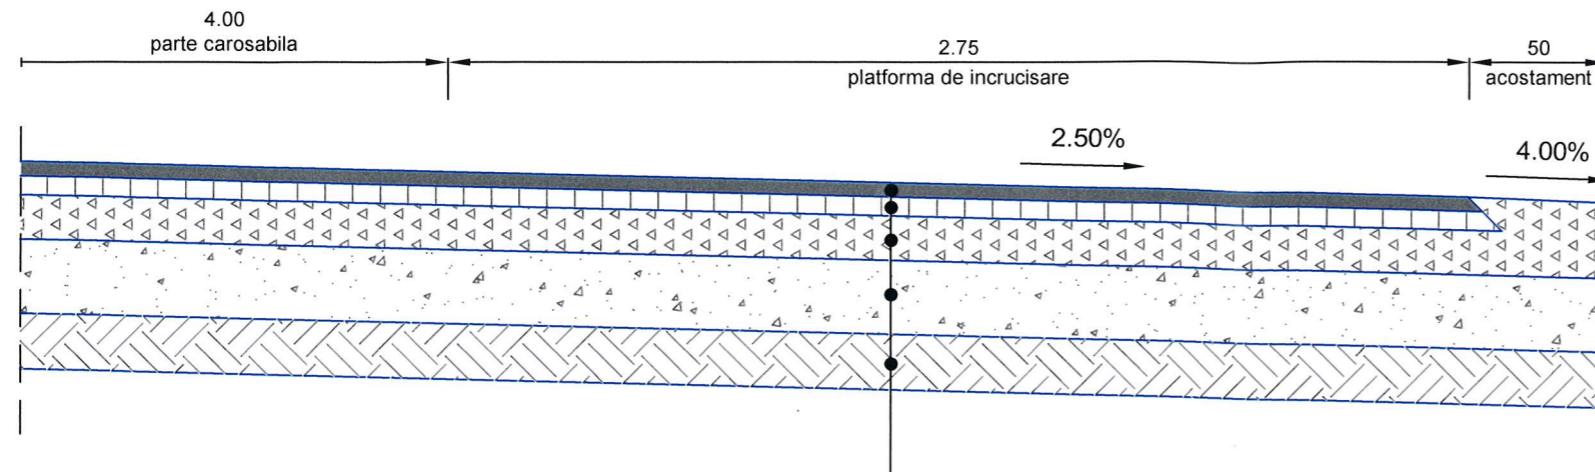 4.00
parte carosabila
2.75
platforma de incrucisare
50
acostament
2.50%
4.00%